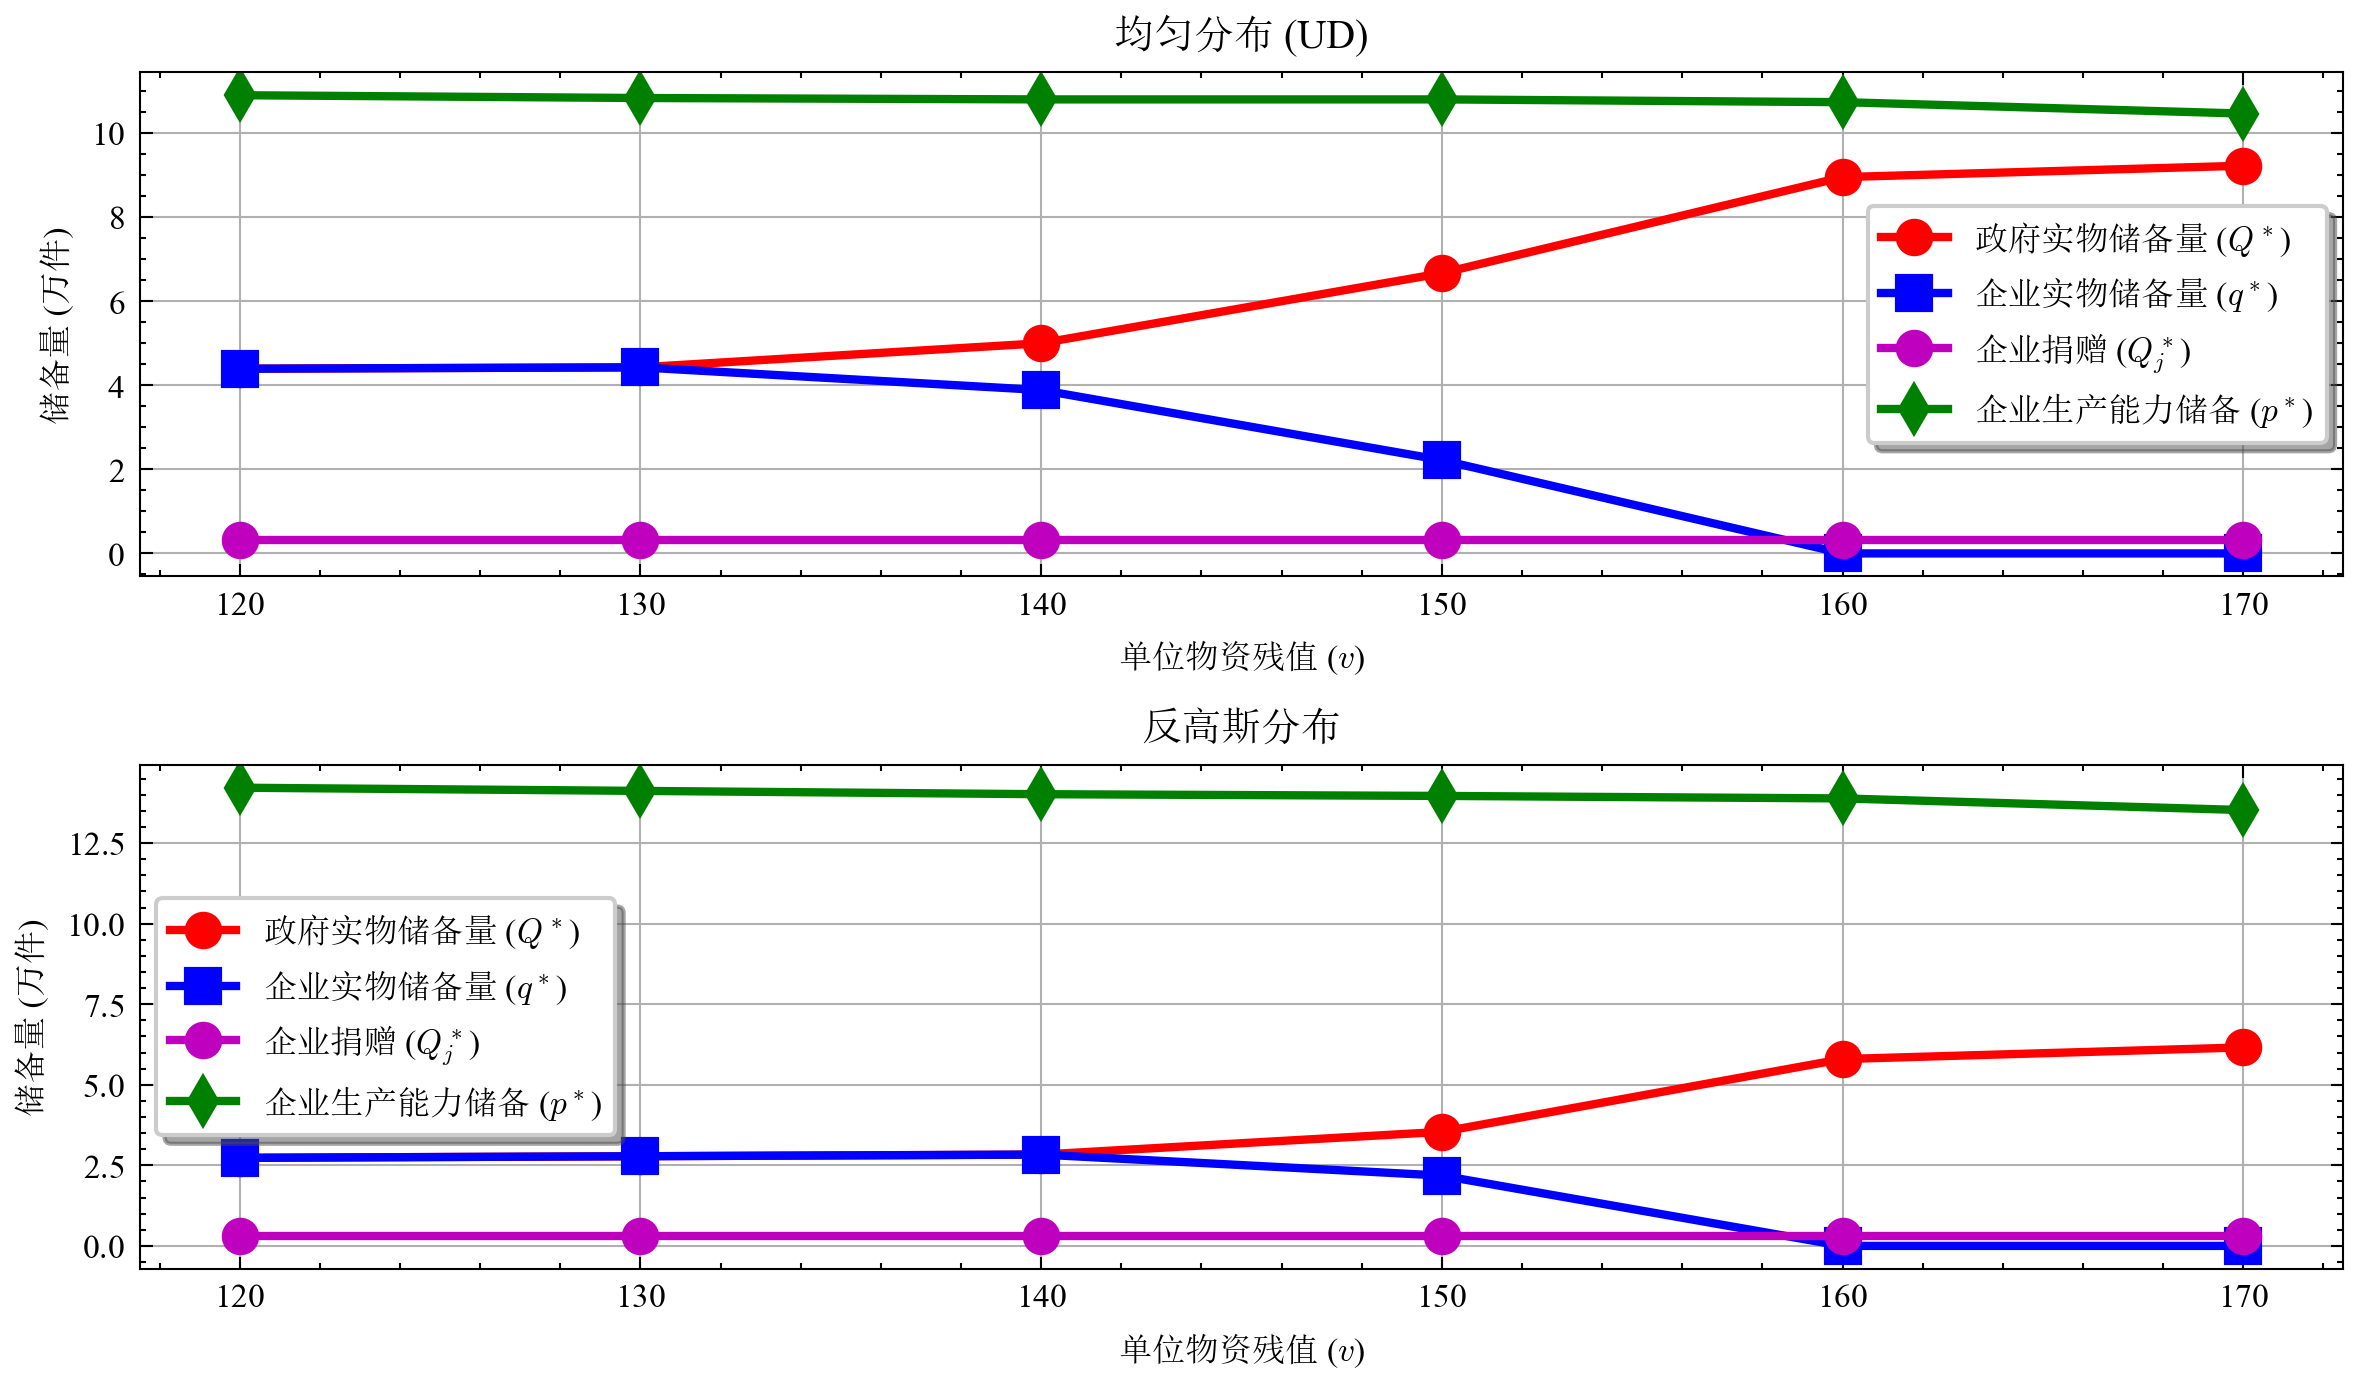 均匀分布 (UD)
储备量 (万件)
10
8
6
4
2
0
政府实物储备量 (Q*)
企业实物储备量 (q*)
企业捐赠 (Q_j*)
企业生产能力储备 (p*)
120 130 140 150 160 170
单位物资残值 (v)
反高斯分布
储备量 (万件)
12.5
10.0
7.5
5.0
2.5
0.0
政府实物储备量 (Q*)
企业实物储备量 (q*)
企业捐赠 (Q_j*)
企业生产能力储备 (p*)
120 130 140 150 160 170
单位物资残值 (v)